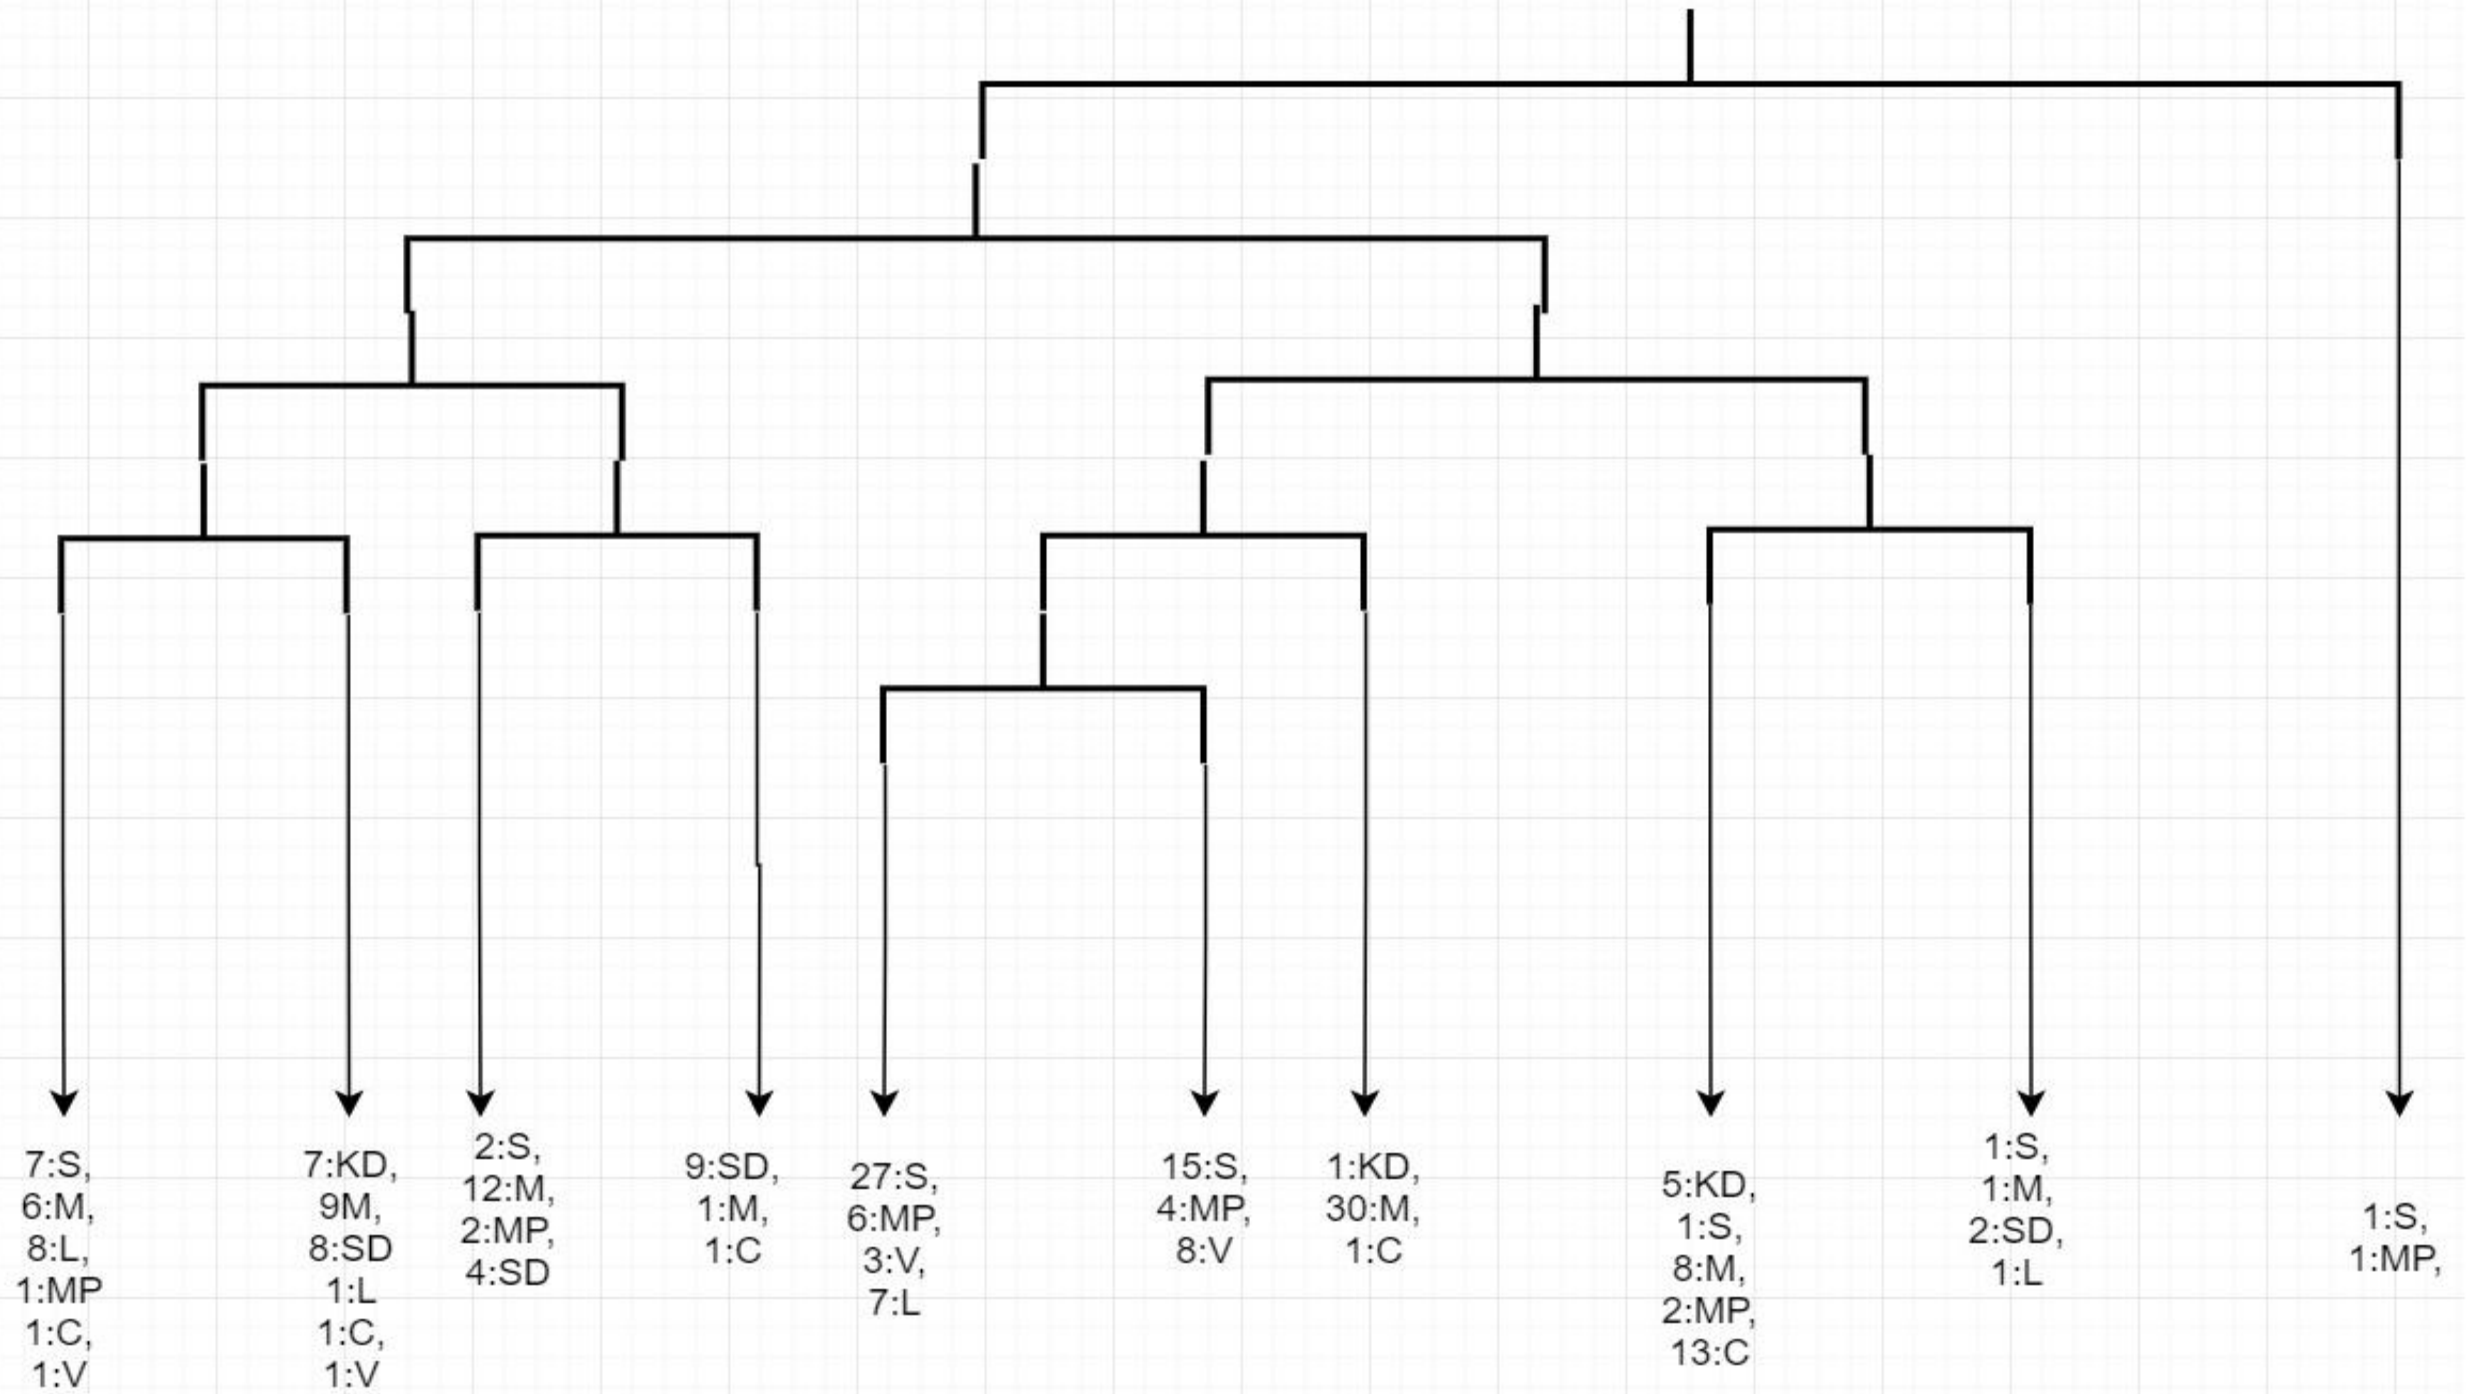 7:S,
6:M,
8:L,
1:MP
1:C,
1:V
7:KD,
9M,
8:SD
1:L
1:C,
1:V
2:S,
12:M,
2:MP,
4:SD
9:SD,
1:M,
1:C
27:S,
6:MP,
3:V,
7:L
15:S,
4:MP,
8:V
1:KD,
30:M,
1:C
5:KD,
1:S,
8:M,
2:MP,
13:C
1:S,
1:M,
2:SD,
1:L
1:S,
1:MP,